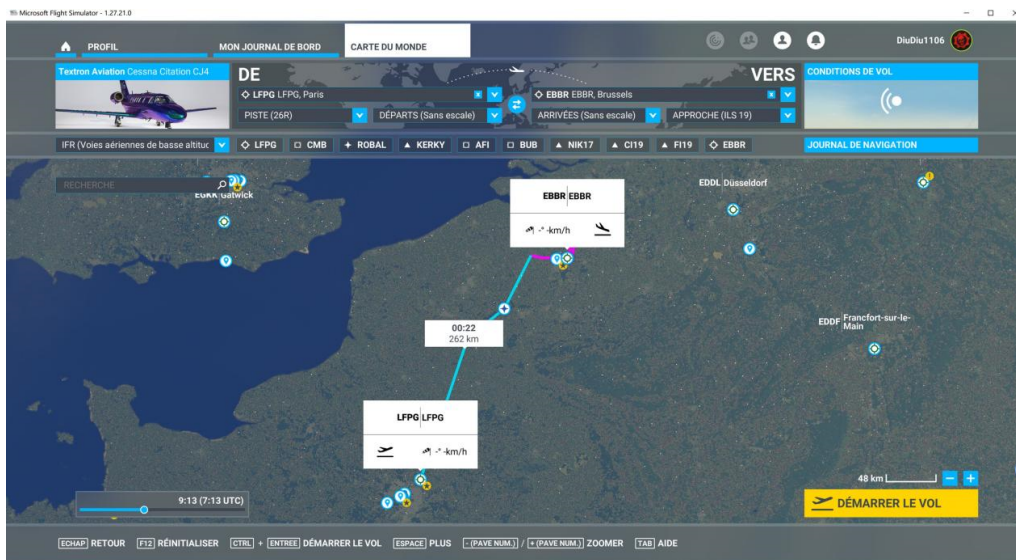 Microsoft Flight Simulator - 1.27.21.0
PROFIL
MON JOURNAL DE BORD
CARTE DU MONDE
DiuDiu1106
Textron Aviation Cessna Citation CJ4
DE
VERS
CONDITIONS DE VOL
LFPG LFPG, Paris
EBBR EBBR, Brussels
PISTE (26R)
DÉPARTS (Sans escale)
ARRIVÉES (Sans escale)
APPROCHE (ILS 19)
IFR (Voies aériennes de basse altituc
LFPG
CMB
ROBAL
KERKY
AFI
BUB
NIK17
CI19
FI19
EBBR
JOURNAL DE NAVIGATION
RECHERCHE
EGKK Gatwick
EBBR EBBR
-° -km/h
EDDL Düsseldorf
EDDF Francfort-sur-le-
Main
00:22
262 km
LFPG LFPG
-° -km/h
48 km
9:13 (7:13 UTC)
DÉMARRER LE VOL
ECHAP RETOUR F12 RÉINITIALISER CTRL + ENTREE DÉMARRER LE VOL ESPACE PLUS - (PAVE NUM.) / + (PAVE NUM.) ZOOMER TAB AIDE